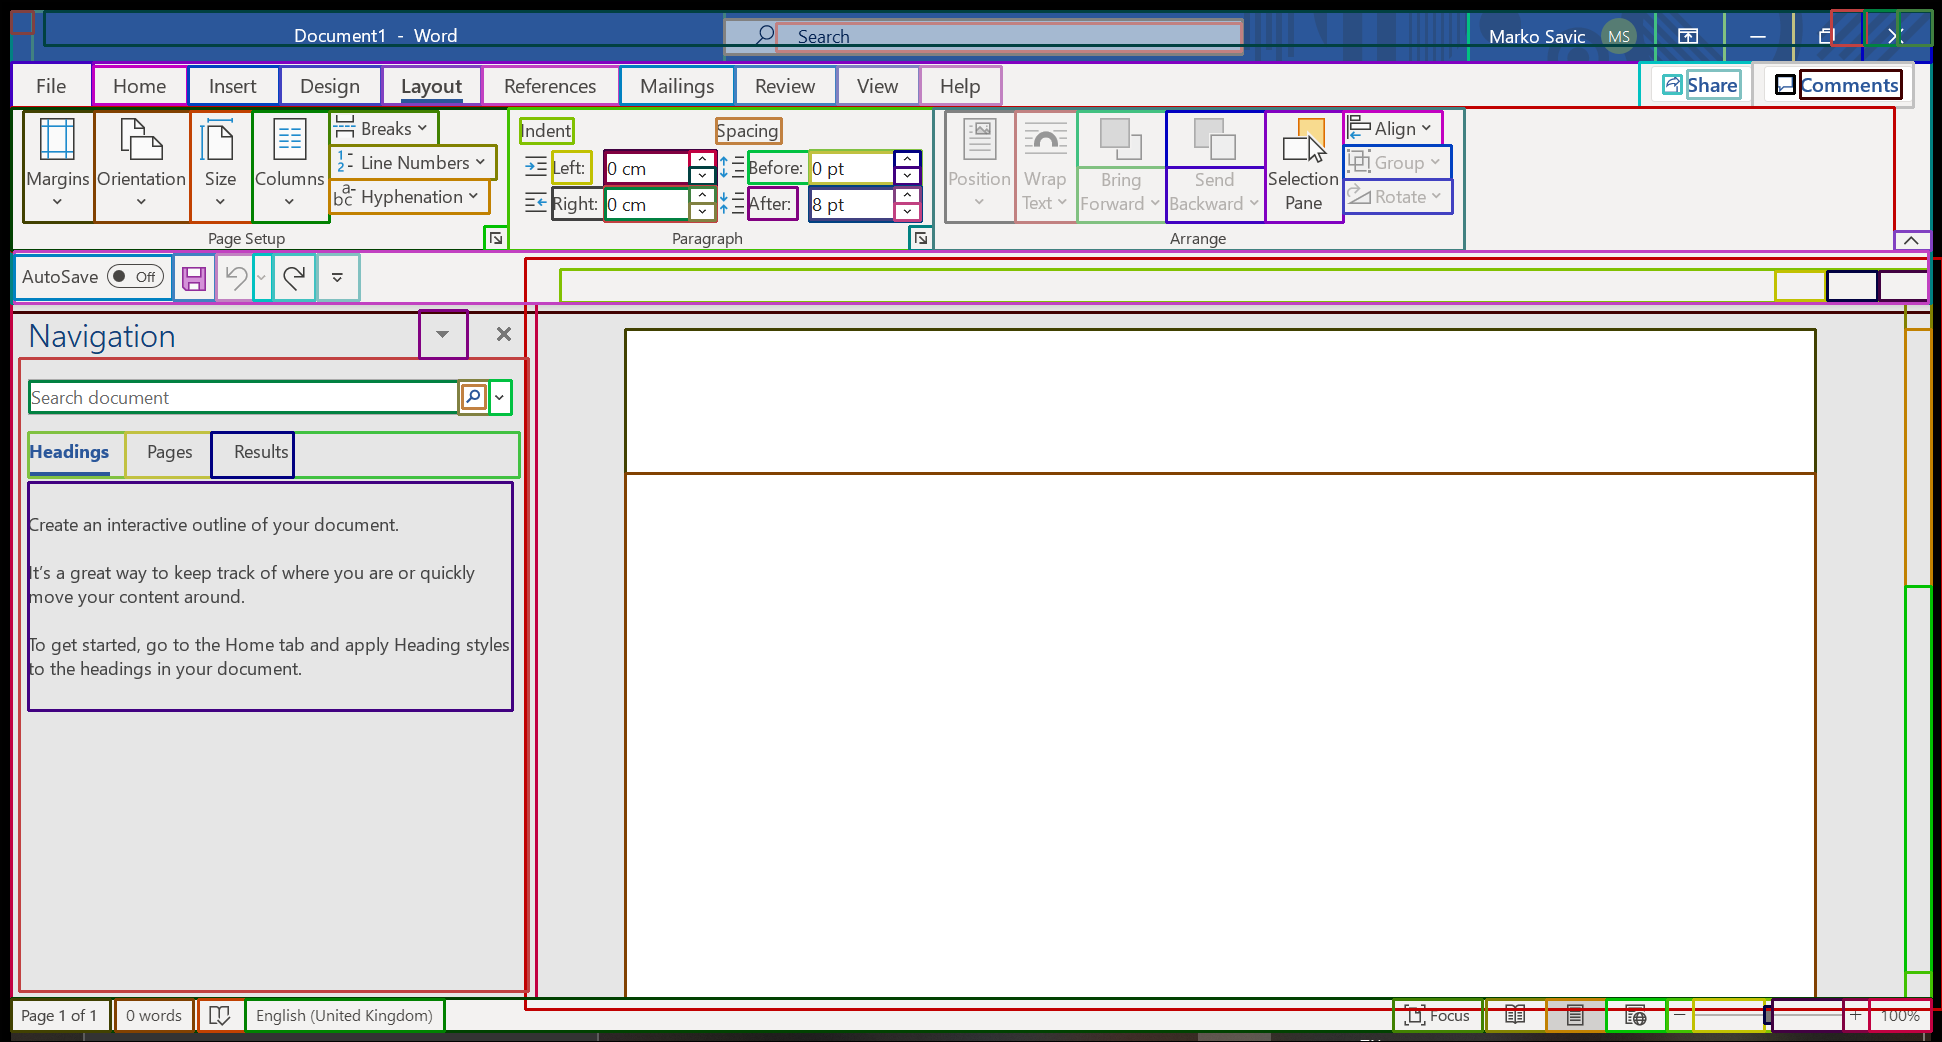 Document1 - Word
Search
Marko Savic
MS
File
Home
Insert
Design
Layout
References
Mailings
Review
View
Help
Share
Comments
Margins
Orientation
Size
Columns
Breaks
Line Numbers
Hyphenation
Page Setup
Indent
Left:
0 cm
Right:
0 cm
Spacing
Before:
0 pt
After:
8 pt
Paragraph
Position
Wrap
Text
Bring
Forward
Send
Backward
Selection
Pane
Align
Group
Rotate
Arrange
AutoSave
Off
Navigation
Search document
Headings
Pages
Results
Create an interactive outline of your document.
It's a great way to keep track of where you are or quickly
move your content around.
To get started, go to the Home tab and apply Heading styles
to the headings in your document.
Page 1 of 1
0 words
English (United Kingdom)
Focus
100%